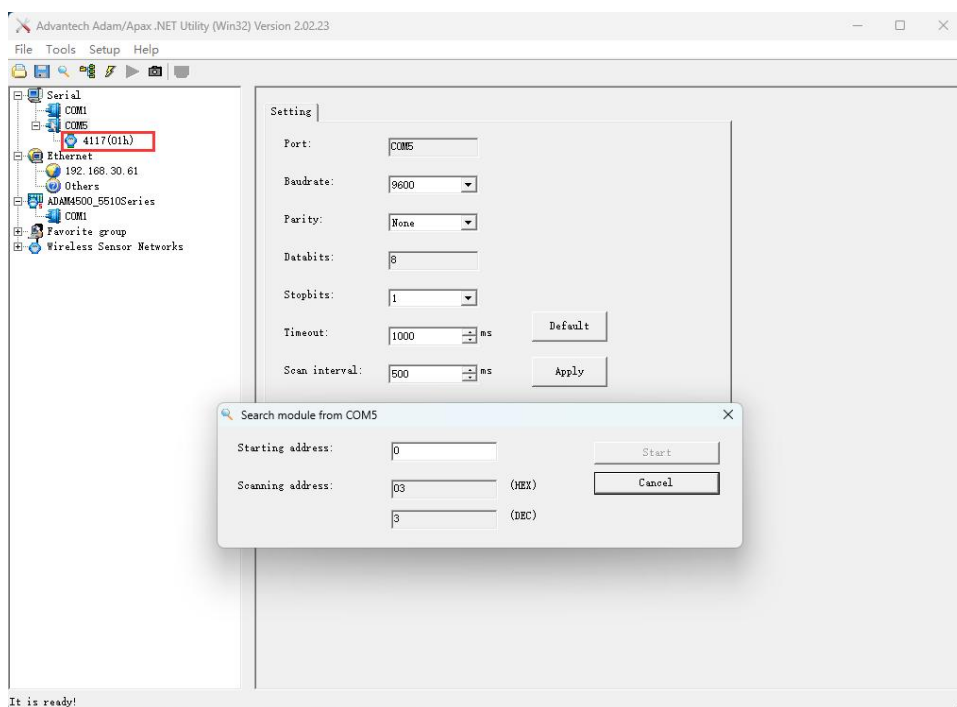 Advantech Adam/Apax .NET Utility (Win32) Version 2.02.23
File Tools Setup Help
Serial
COM1
COM5
4117(01h)
Ethernet
192.168.30.61
Others
ADAM4500_5510Series
COM1
Favorite group
Wireless Sensor Networks
Setting
Port: COM5
Baudrate: 9600
Parity: None
Databits: 8
Stopbits: 1
Timeout: 1000 ms
Default
Scan interval: 500 ms
Apply
Search module from COM5
Starting address: 0
Start
Scanning address: 03 (HEX)
Cancel
3 (DEC)
It is ready!